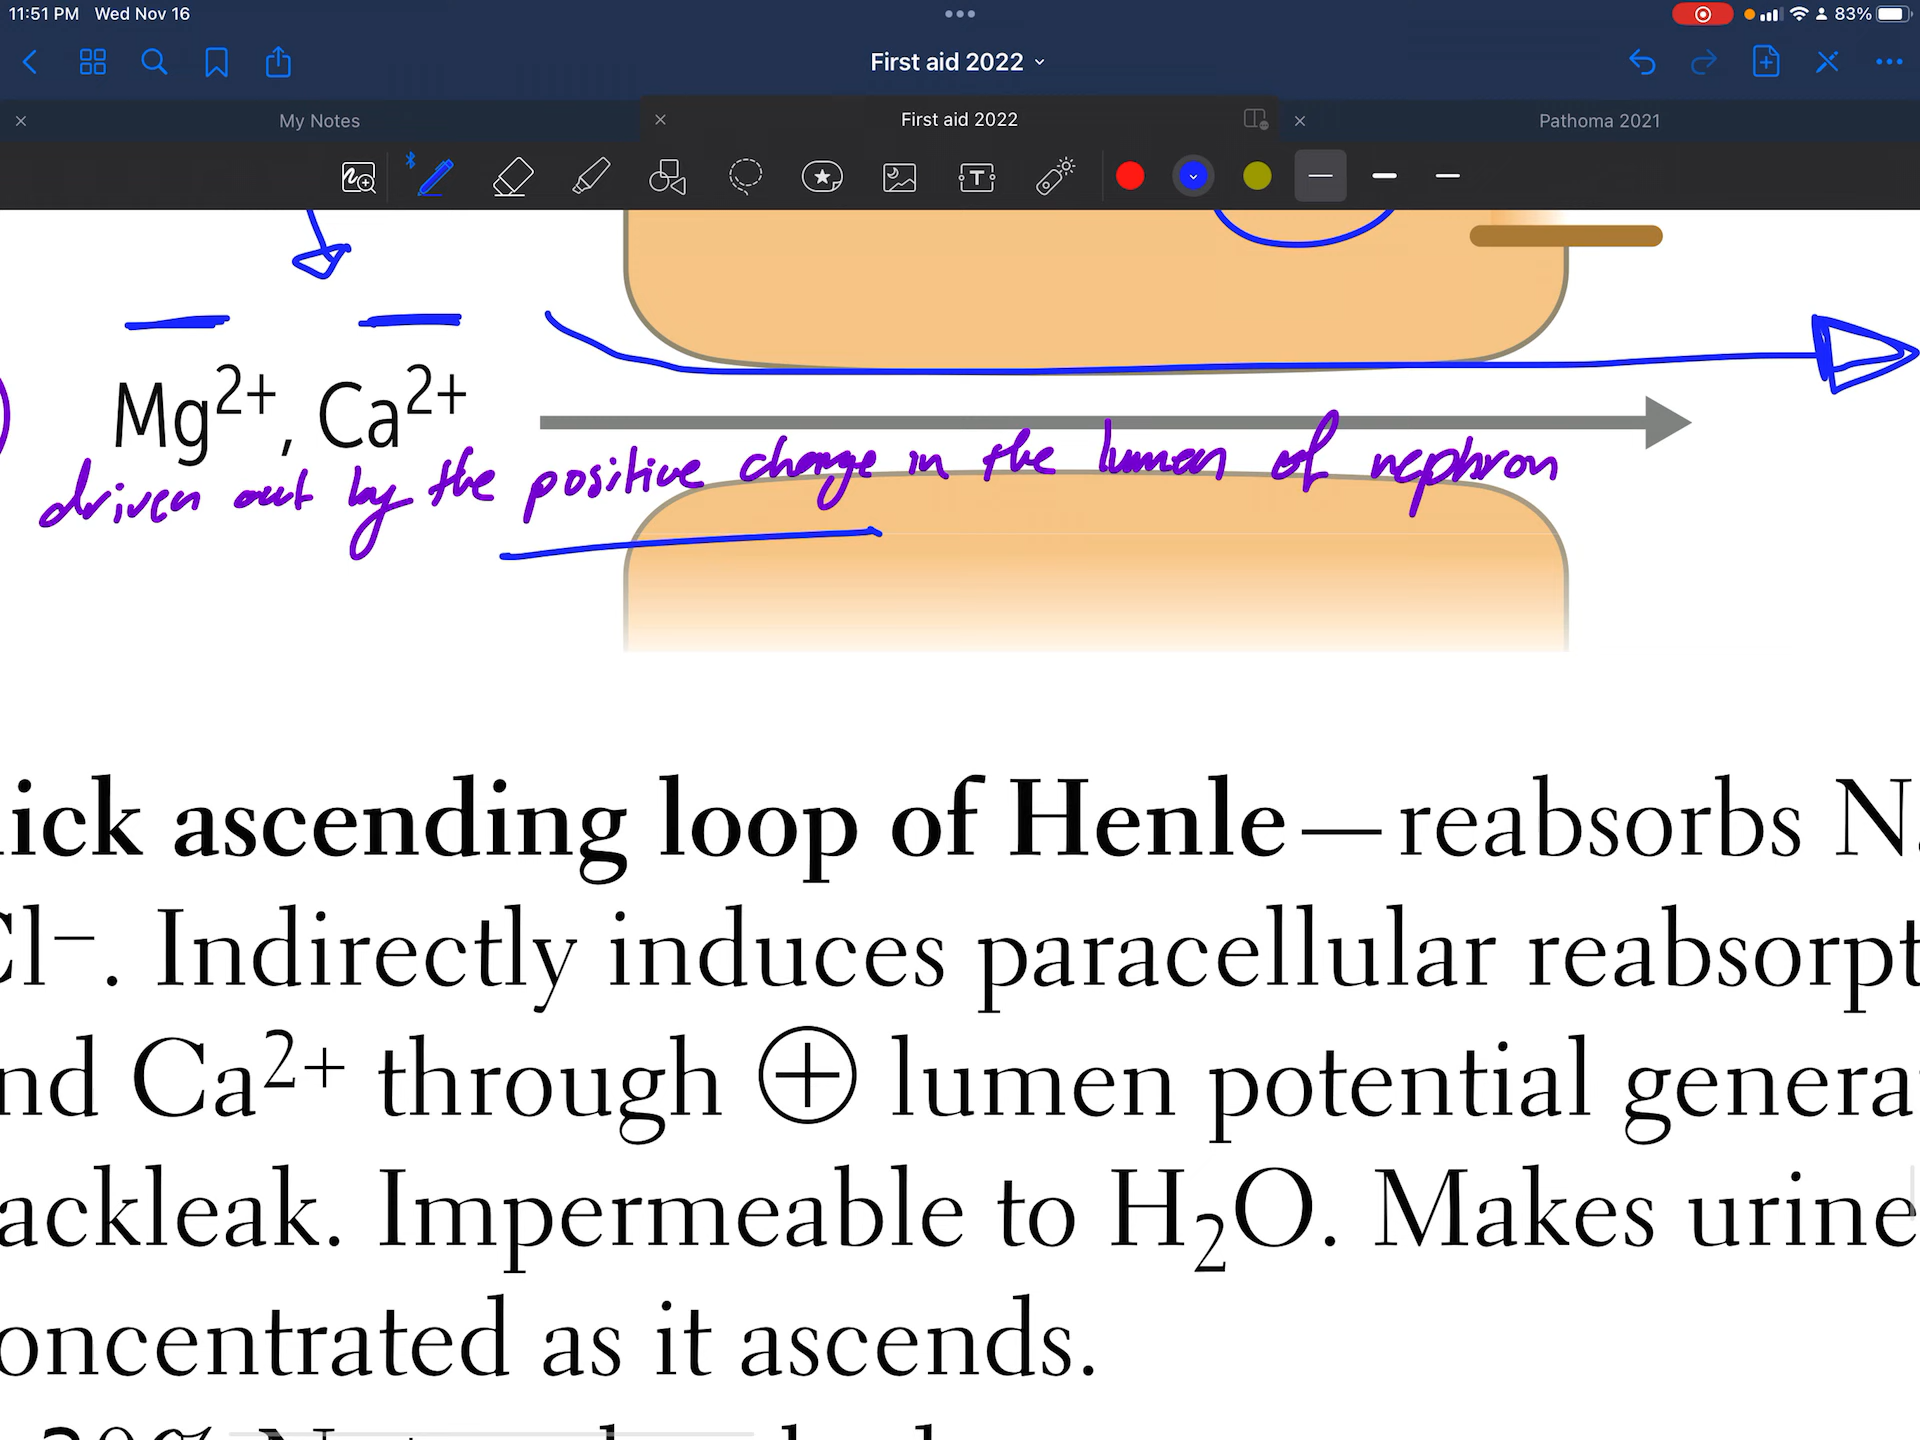 11:51 PM Wed Nov 16 83%
First aid 2022
My Notes First aid 2022 Pathoma 2021
Mg2+, Ca2+
driven out by the positive charge in the lumen of nephron
ick ascending loop of Henle—reabsorbs N
Cl−. Indirectly induces paracellular reabsorpt
nd Ca2+ through ⊕ lumen potential genera
ackleak. Impermeable to H2O. Makes urine
oncentrated as it ascends.